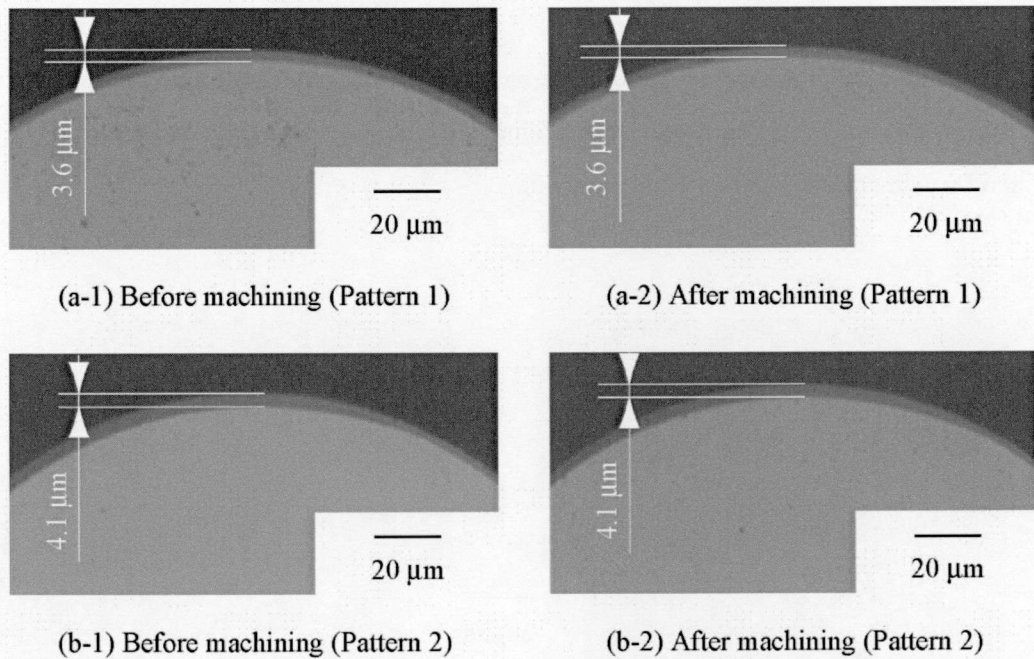 3.6 µm
20 µm
(a-1) Before machining (Pattern 1)
3.6 µm
20 µm
(a-2) After machining (Pattern 1)
4.1 µm
20 µm
(b-1) Before machining (Pattern 2)
4.1 µm
20 µm
(b-2) After machining (Pattern 2)